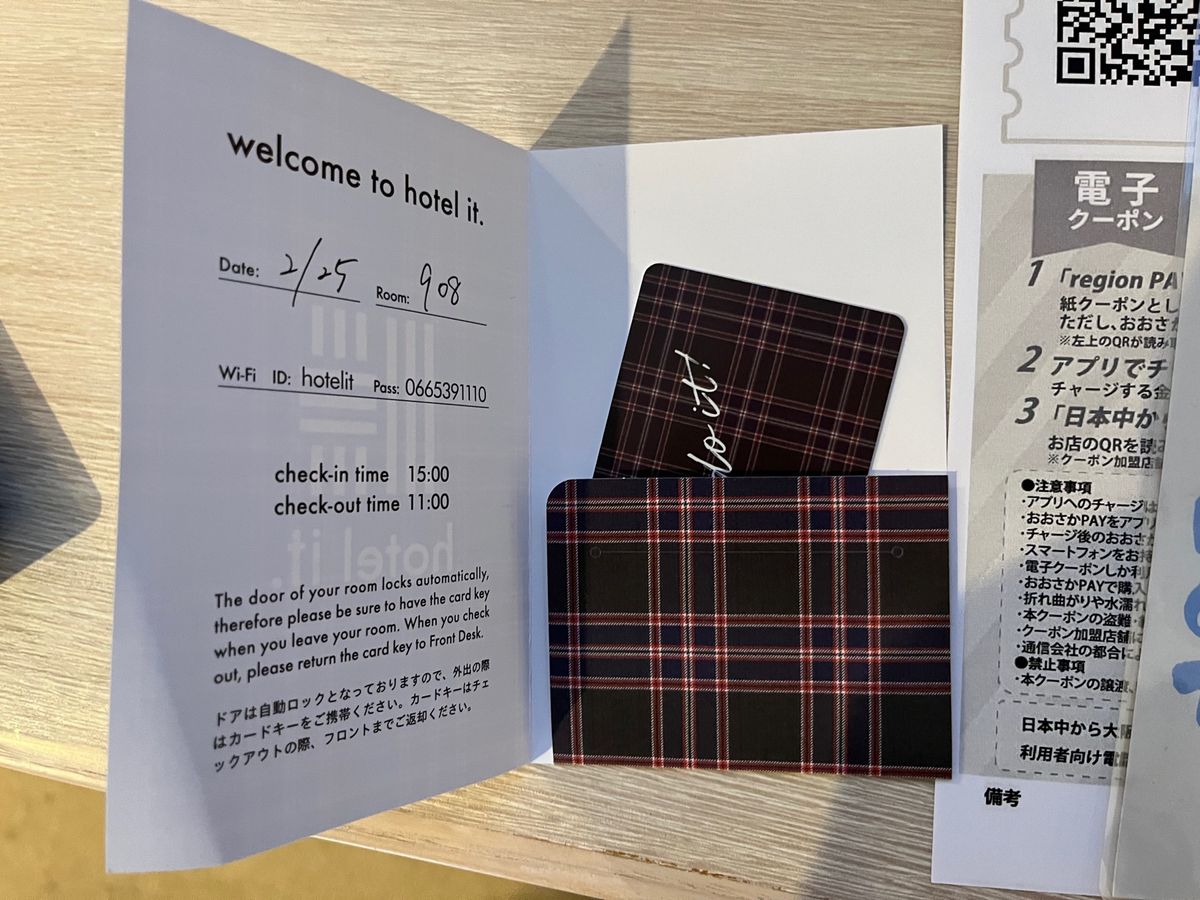 welcome to hotel it.
Date: 2/25 Room: 908
Wi-Fi ID: hotelit Pass: 0665391110
check-in time 15:00
check-out time 11:00
hotel it.
The door of your room locks automatically,
therefore please be sure to have the card key
when you leave your room. When you check
out, please return the card key to Front Desk.
ドアは自動ロックとなっておりますので、外出の際
はカードキーをご携帯ください。カードキーはチェ
ックアウトの際、フロントまでご返却ください。
do it!
電子
クーポン
1 「region PA
紙クーポンとし
ただし、おおさか
※左上のQRが読み
2 アプリでチ
チャージする金
3 「日本中か
お店のQRを読
※クーポン加盟店
●注意事項
・アプリへのチャージは
・おおさかPAYをアプ
・チャージ後のおおさ
・スマートフォンをお持
・電子クーポンしか利
・おおさかPAYで購入
・折れ曲がりや水濡れ
・本クーポンの盗難・
・クーポン加盟店舗に
・通信会社の都合によ
●禁止事項
・本クーポンの譲渡、
日本中から大阪
利用者向け電
備考